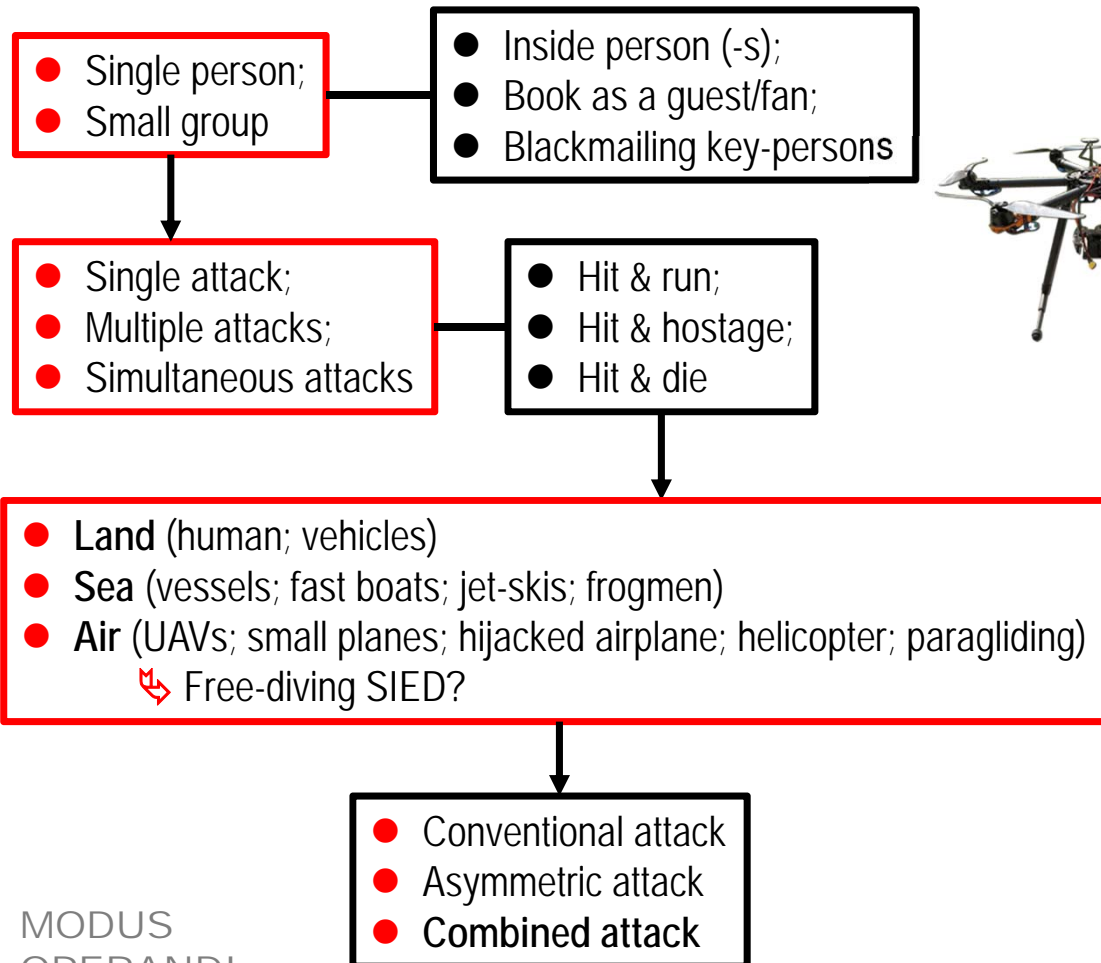 Single person;
Small group
Inside person (-s);
Book as a guest/fan;
Blackmailing key-persons
Single attack;
Multiple attacks;
Simultaneous attacks
Hit & run;
Hit & hostage;
Hit & die
Land (human; vehicles)
Sea (vessels; fast boats; jet-skis; frogmen)
Air (UAVs; small planes; hijacked airplane; helicopter; paragliding)
Free-diving SIED?
Conventional attack
Asymmetric attack
Combined attack
MODUS
OPERANDI